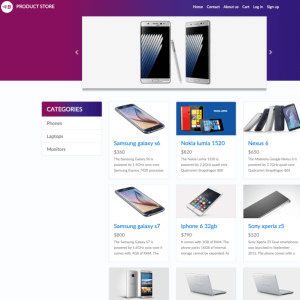 PRODUCT STORE
Home Contact About us Cart Log in Sign up
CATEGORIES
Phones
Laptops
Monitors
Samsung galaxy s6
$360
The Samsung Galaxy S6 is
powered by 1.5GHz octa-core
Samsung Exynos 7420 processor
Nokia lumia 1520
$820
The Nokia Lumia 1520 is
powered by 2.2GHz quad-core
Qualcomm Snapdragon 800
Nexus 6
$650
The Motorola Google Nexus 6 is
powered by 2.7GHz quad-core
Qualcomm Snapdragon 805
Samsung galaxy s7
$800
The Samsung Galaxy S7 is
powered by 1.6GHz octa-core it
comes with 4GB of RAM. The
Iphone 6 32gb
$790
It comes with 1GB of RAM. The
phone packs 16GB of internal
storage cannot be expanded. As
Sony xperia z5
$320
Sony Xperia Z5 Dual smartphone
was launched in September
2015. The phone comes with a